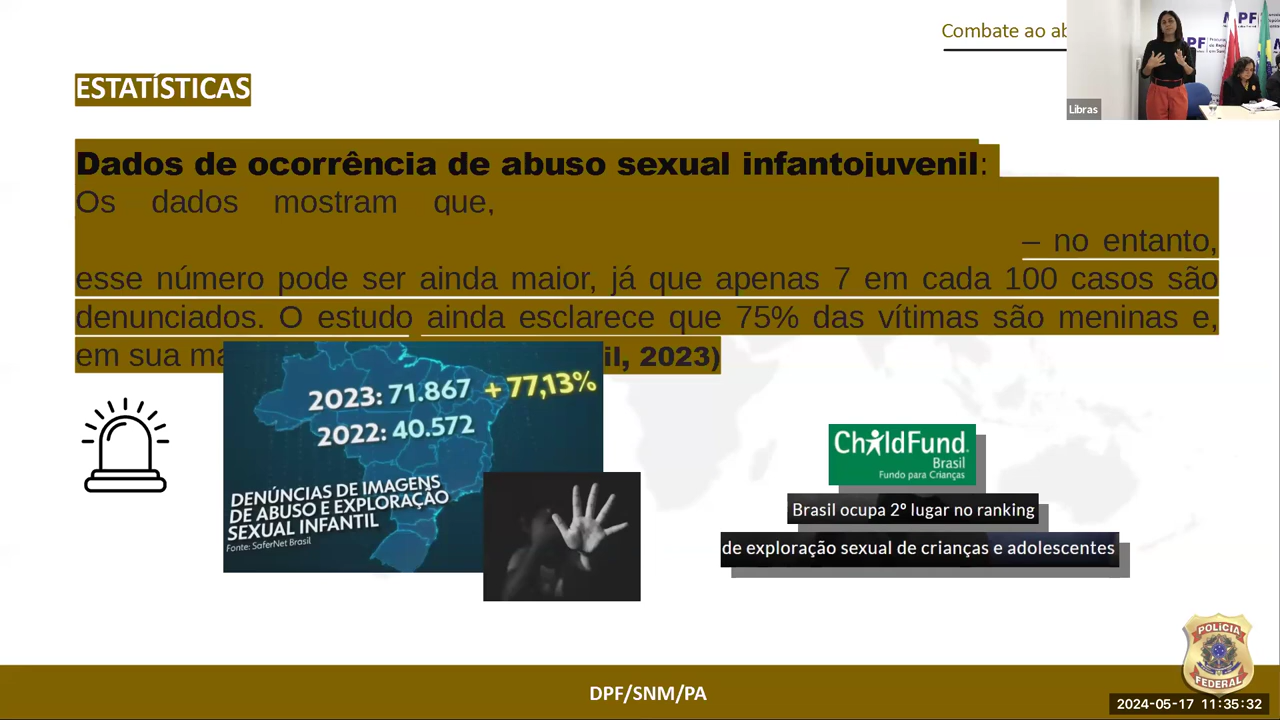 Combate ao ab
ESTATÍSTICAS
Dados de ocorrência de abuso sexual infantojuvenil:
Os dados mostram que,
– no entanto,
esse número pode ser ainda maior, já que apenas 7 em cada 100 casos são
denunciados. O estudo ainda esclarece que 75% das vítimas são meninas e,
em sua ma
il, 2023)
2023: 71.867 +77,13%
2022: 40.572
DENÚNCIAS DE IMAGENS
DE ABUSO E EXPLORAÇÃO
SEXUAL INFANTIL
Fonte: SaferNet Brasil
ChildFund
Brasil
Fundo para Crianças
Brasil ocupa 2º lugar no ranking
de exploração sexual de crianças e adolescentes
DPF/SNM/PA
POLÍCIA
FEDERAL
Libras
MPF
2024-05-17 11:35:32